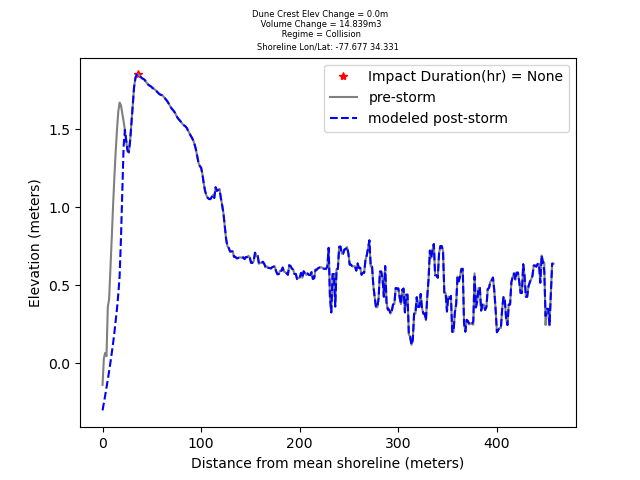 Dune Crest Elev Change = 0.0m
Volume Change = 14.839m3
Regime = Collision
Shoreline Lon/Lat: -77.677 34.331
Impact Duration(hr) = None
pre-storm
modeled post-storm
Elevation (meters)
1.5
1.0
0.5
0.0
0 100 200 300 400
Distance from mean shoreline (meters)